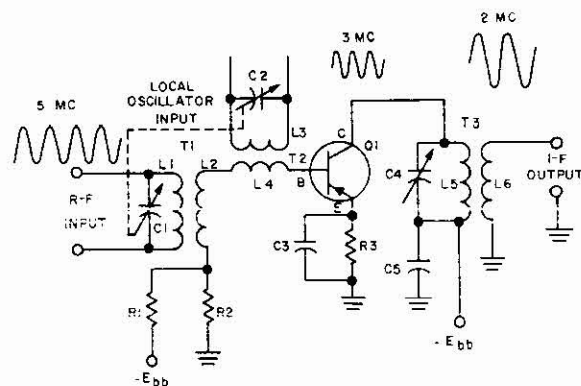 2 MC
3 MC
LOCAL
OSCILLATOR
INPUT
C2
5 MC
L3
T1
L1
L2
T2
L4
C
Q1
B
E
T3
C4
L5
L6
I-F
OUTPUT
R-F
INPUT
C1
C3
R3
C5
R1
R2
-Ebb
-Ebb